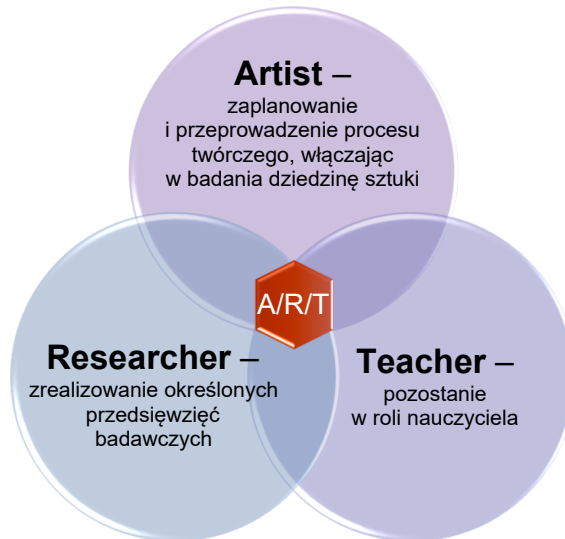 Artist –
zaplanowanie
i przeprowadzenie procesu
twórczego, włączając
w badania dziedzinę sztuki
A/R/T
Researcher –
zrealizowanie określonych
przedsięwzięć
badawczych
Teacher –
pozostanie
w roli nauczyciela